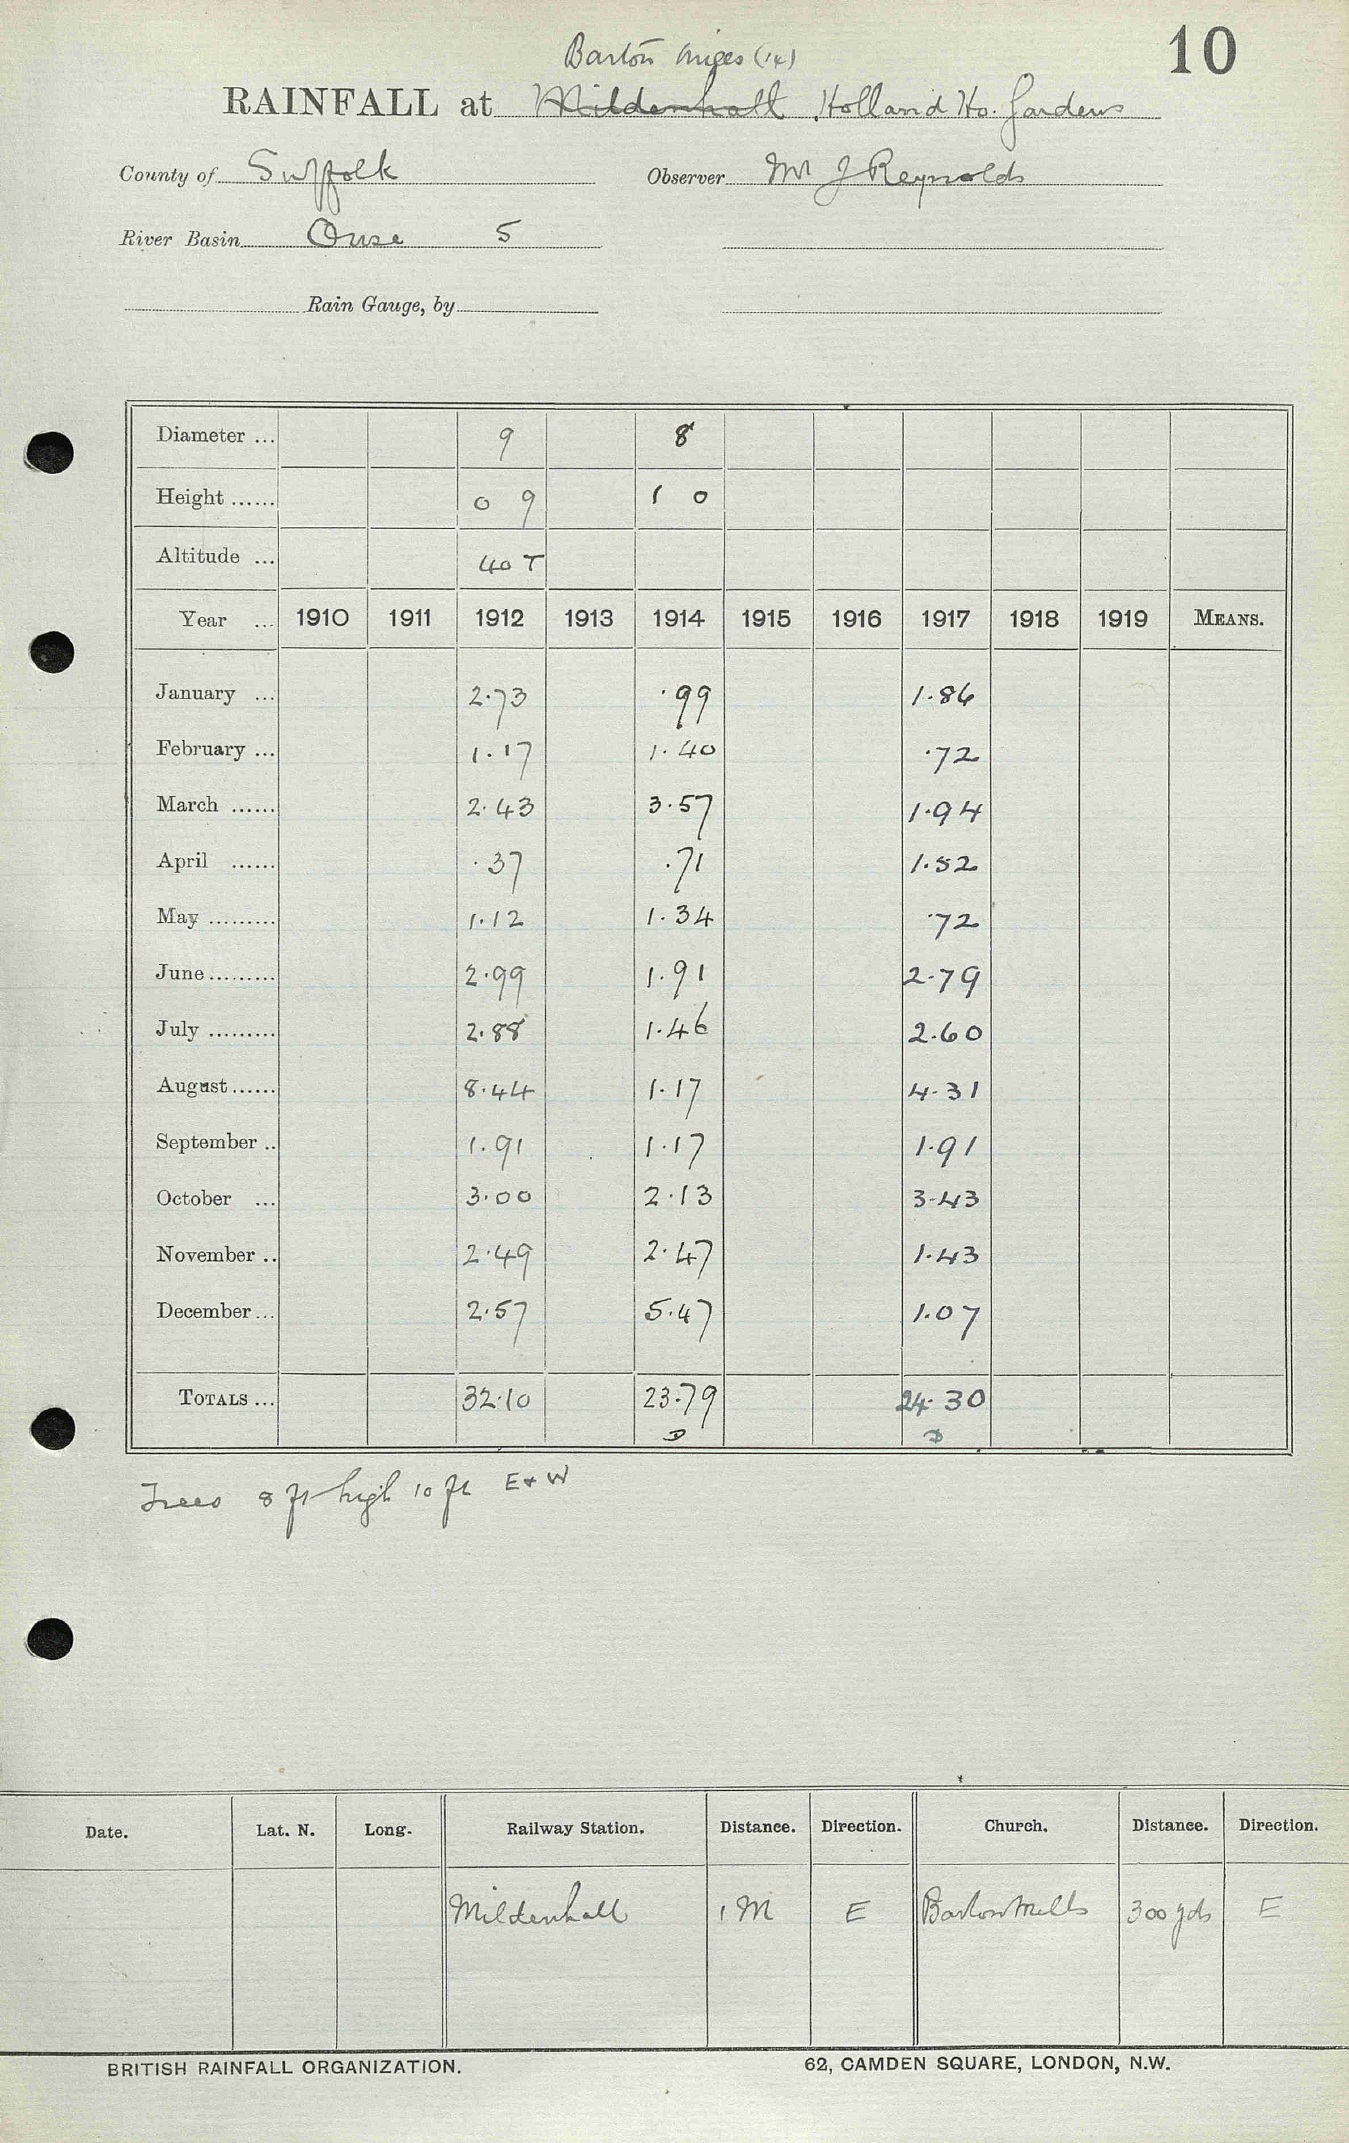 10
Barton
RAINFALL at Mildenhall Holland Ho. Gardens
County of Suffolk Observer Mr J Reynolds
River Basin Ouse 5
Rain Gauge, by
Diameter ... 9 8
Height ...... 0 9 1 0
Altitude ... 40 T
Year ... 1910 1911 1912 1913 1914 1915 1916 1917 1918 1919 MEANS.
January ... 2.73 .99 1.86
February ... 1.17 1.40 .72
March ...... 2.43 3.57 1.94
April ...... .37 .71 1.52
May ......... 1.12 1.34 .72
June ......... 2.99 1.91 2.79
July ......... 2.88 1.46 2.60
August ...... 8.44 1.17 4.31
September .. 1.91 1.17 1.91
October ... 3.00 2.13 3.43
November .. 2.49 2.47 1.43
December ... 2.57 5.47 1.07
TOTALS ... 32.10 23.79 24.30
D D
Trees 8 ft high 10 ft E + W
Date. Lat. N. Long. Railway Station. Distance. Direction. Church. Distance. Direction.
Mildenhall 1 M E Barton Mills 300 yds E
BRITISH RAINFALL ORGANIZATION. 62, CAMDEN SQUARE, LONDON, N.W.